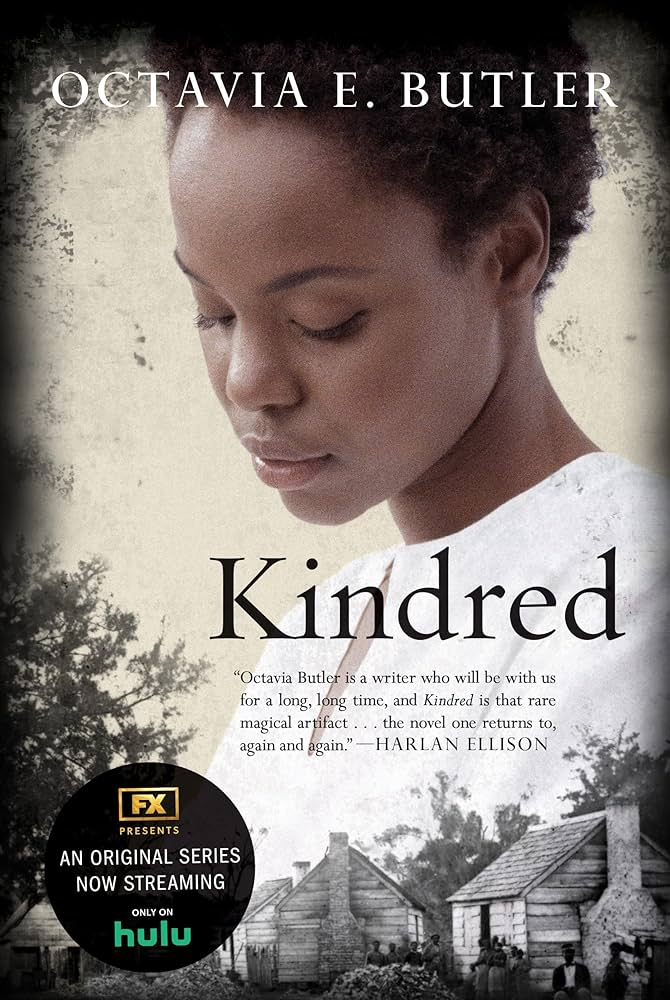 OCTAVIA E. BUTLER
Kindred
“Octavia Butler is a writer who will be with us
for a long, long time, and Kindred is that rare
magical artifact . . . the novel one returns to,
again and again.”—HARLAN ELLISON
FX
PRESENTS
AN ORIGINAL SERIES
NOW STREAMING
ONLY ON
hulu